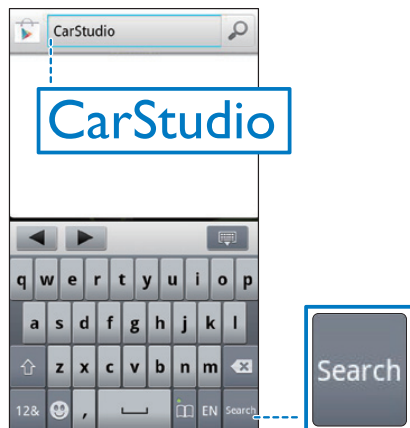 CarStudio
CarStudio
q w e r t y u i o p
a s d f g h j k l
z x c v b n m
12& , EN Search
Search